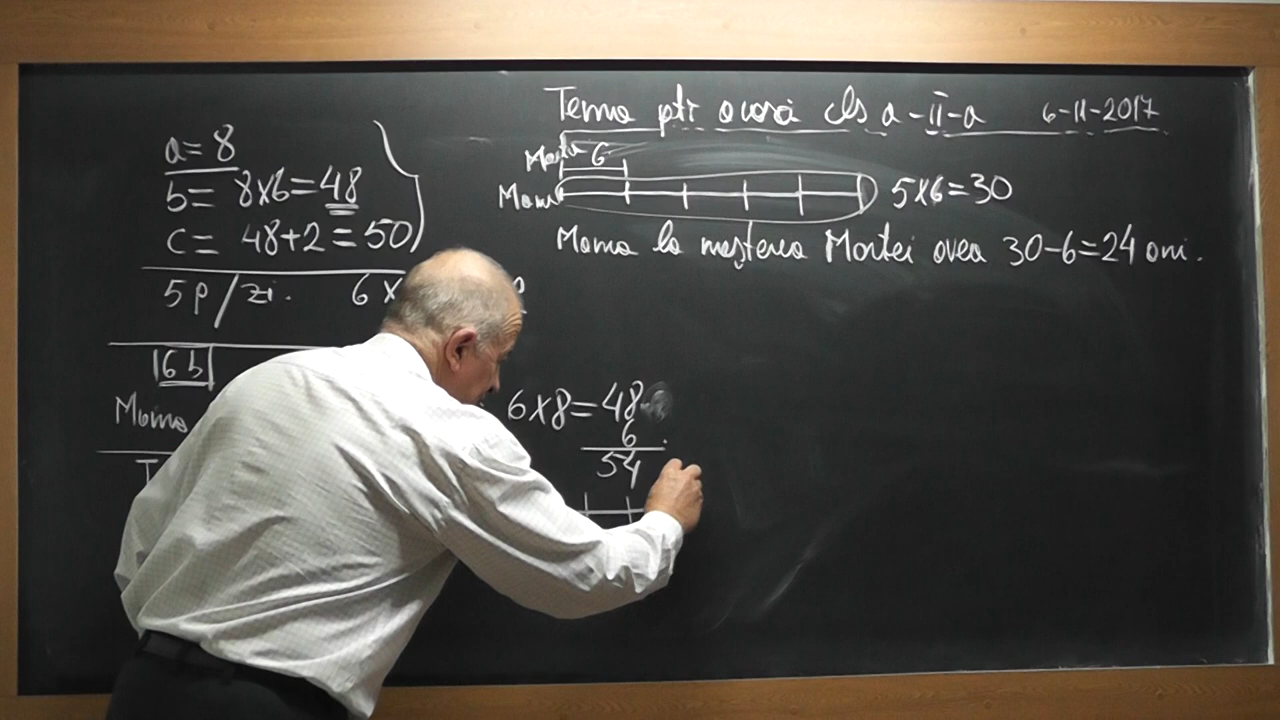 Tema ptr acasă cls a-II-a 6-11-2017
a=8
b= 8x6=48
c= 48+2=50
Marta 6
Mama 5x6=30
Mama la nașterea Martei avea 30-6=24 ani.
5p/zi. 6x
16 b
Mama
6x8=48
6
54